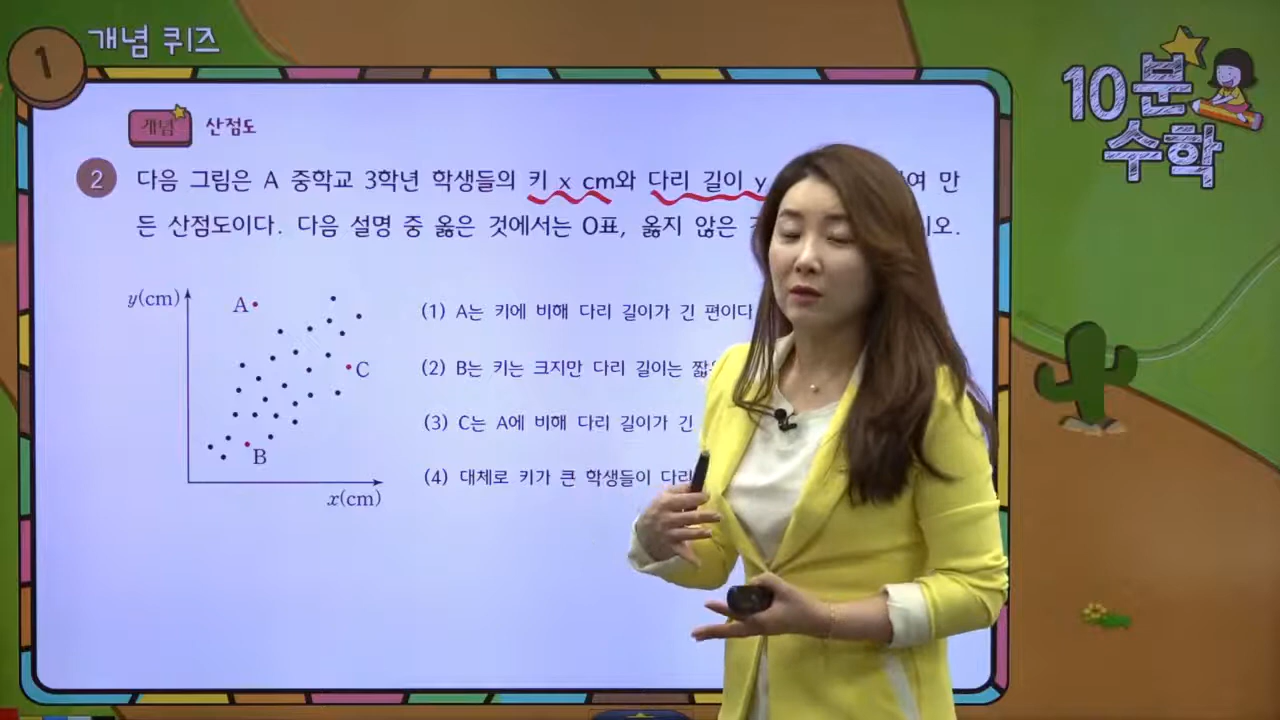 1
개념 퀴즈
10분
수학
개념 산점도
2 다음 그림은 A 중학교 3학년 학생들의 키 x cm와 다리 길이 y 여 만
든 산점도이다. 다음 설명 중 옳은 것에서는 O표, 옳지 않은 오.
y(cm)
A
C
B
x(cm)
(1) A는 키에 비해 다리 길이가 긴 편이다
(2) B는 키는 크지만 다리 길이는
(3) C는 A에 비해 다리 길이가 긴
(4) 대체로 키가 큰 학생들이 다리